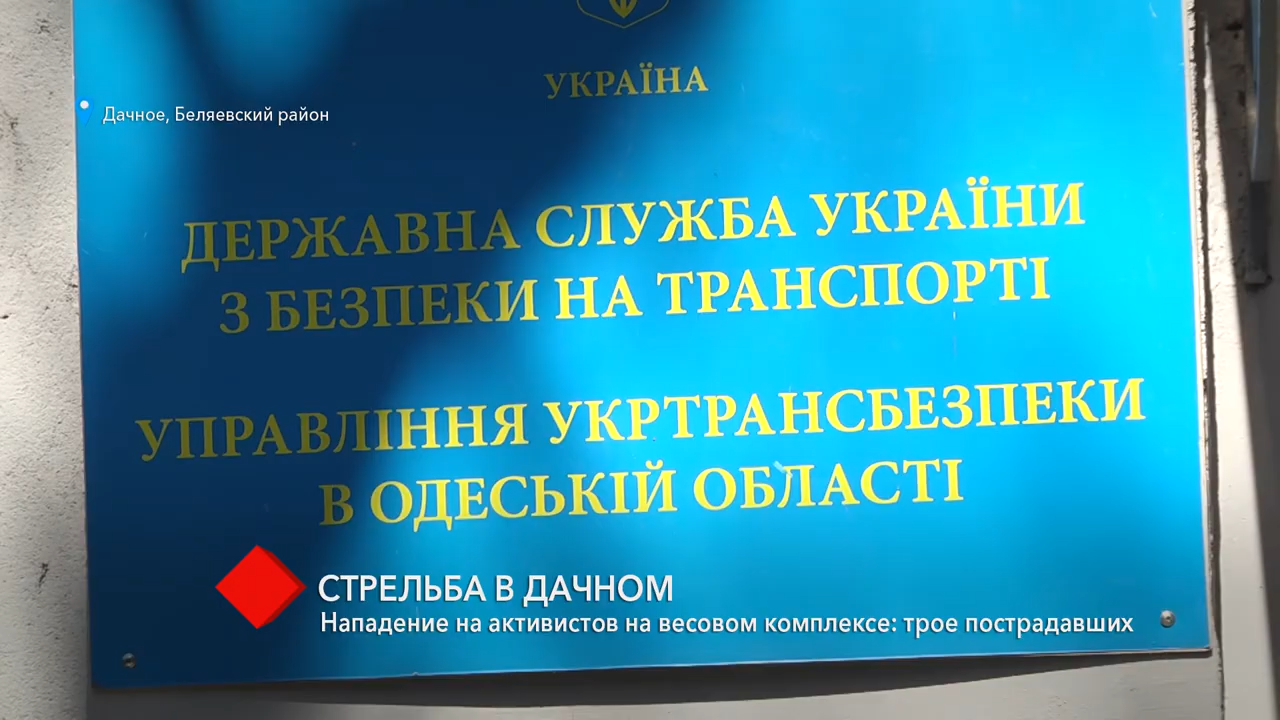 УКРАЇНА
Дачное, Беляевский район
ДЕРЖАВНА СЛУЖБА УКРАЇНИ
З БЕЗПЕКИ НА ТРАНСПОРТІ
УПРАВЛІННЯ УКРТРАНСБЕЗПЕКИ
В ОДЕСЬКІЙ ОБЛАСТІ
СТРЕЛЬБА В ДАЧНОМ
Нападение на активистов на весовом комплексе: трое пострадавших